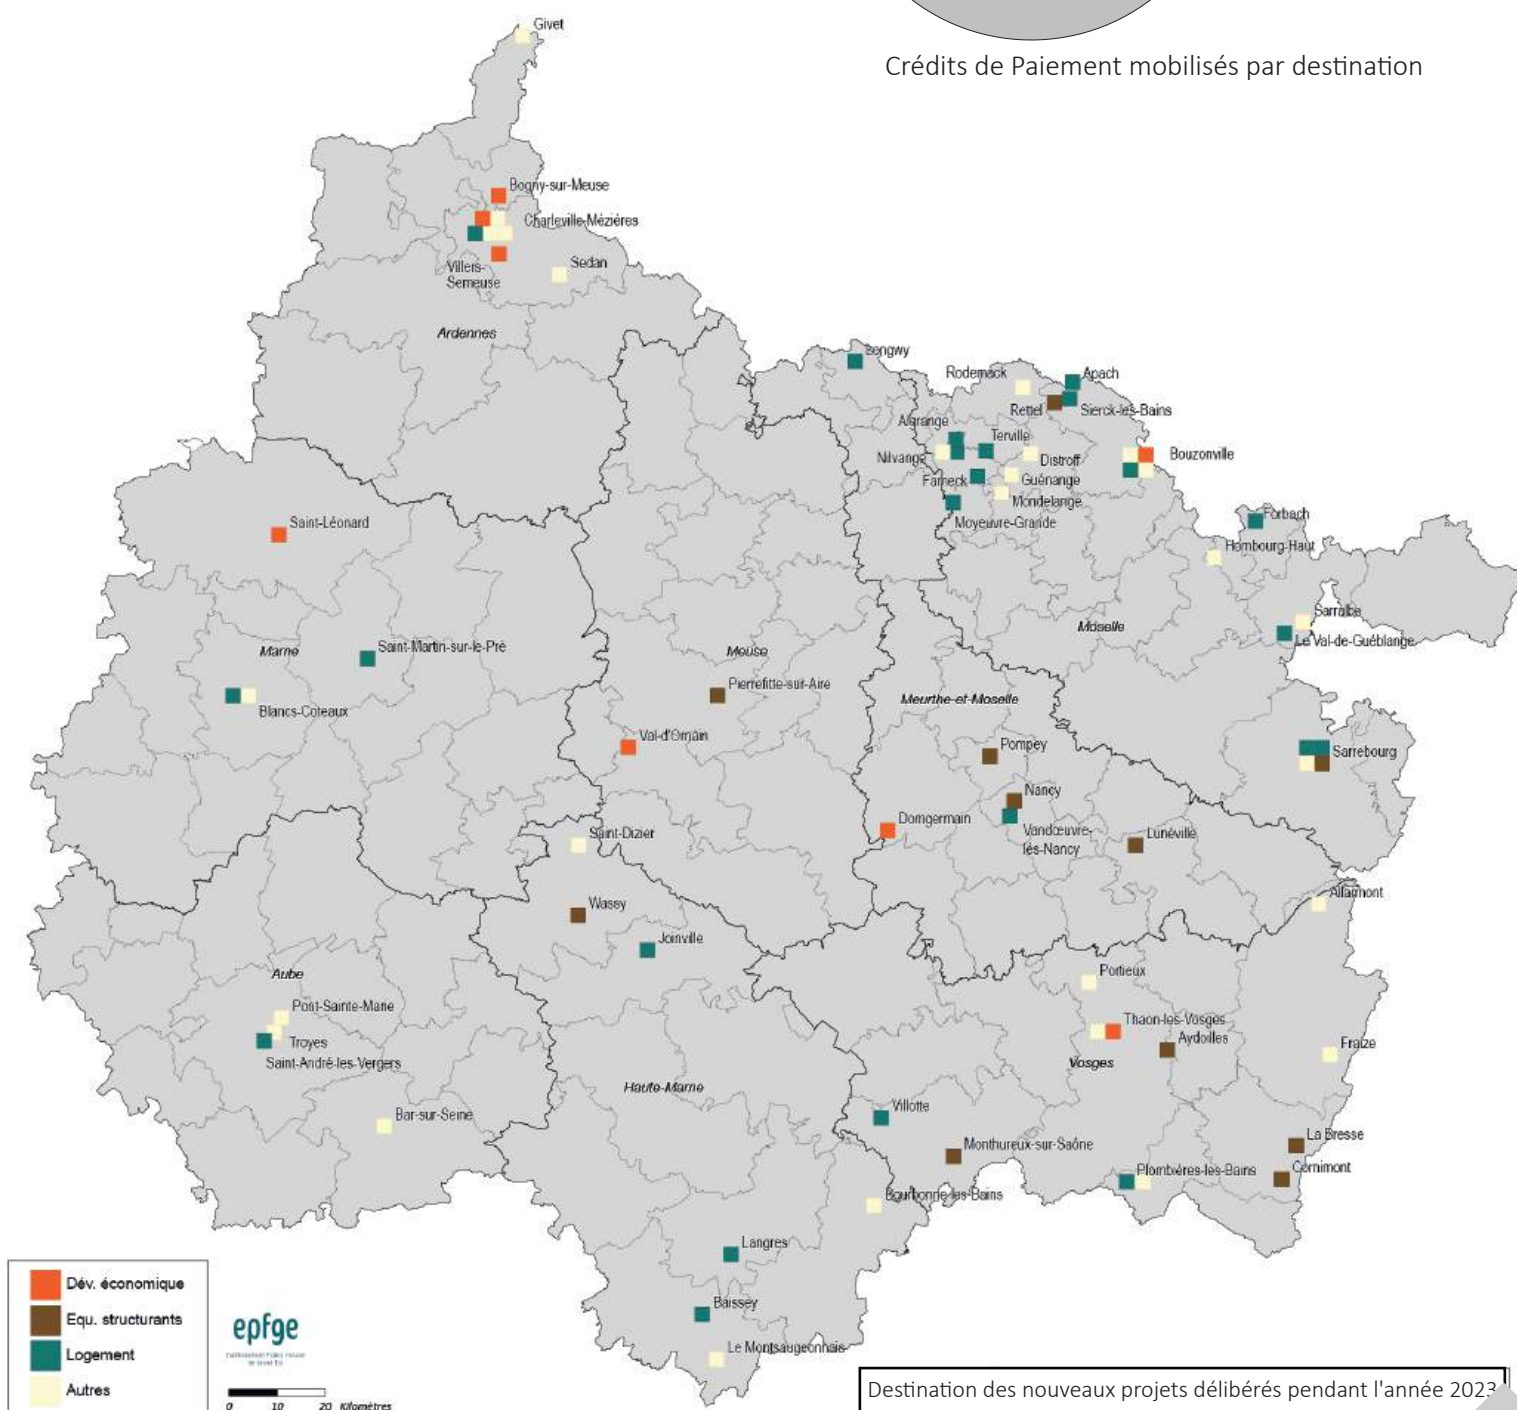 Givet
Crédits de Paiement mobilisés par destination
Bogny-sur-Meuse
Charleville-Mézières
Villers-
Semeuse
Sedan
Ardennes
Longwy
Rodemack
Apach
Rettel
Sierck-les-Bains
Algrange
Terville
Nilvange
Distroff
Bouzonville
Fameck
Guénange
Mondelange
Moyeuvre-Grande
Saint-Léonard
Forbach
Hombourg-Haut
Sarralbe
Moselle
Le Val-de-Guéblange
Marne
Saint-Martin-sur-le-Pré
Meuse
Pierrefitte-sur-Aire
Meurthe-et-Moselle
Blancs-Coteaux
Val-d'Ornain
Pompey
Sarrebourg
Nancy
Domgermain
Vandœuvre-
lès-Nancy
Lunéville
Saint-Dizier
Allarmont
Wassy
Joinville
Aube
Portieux
Pont-Sainte-Marie
Thaon-les-Vosges
Troyes
Aydoilles
Fraize
Saint-André-les-Vergers
Vosges
Haute-Marne
Villotte
Bar-sur-Seine
La Bresse
Monthureux-sur-Saône
Plombières-les-Bains
Cornimont
Bourbonne-les-Bains
Langres
Baissey
Le Montsaugeonnais
Dév. économique
Equ. structurants
Logement
Autres
epfge
0 10 20 Kilomètres
Destination des nouveaux projets délibérés pendant l'année 2023